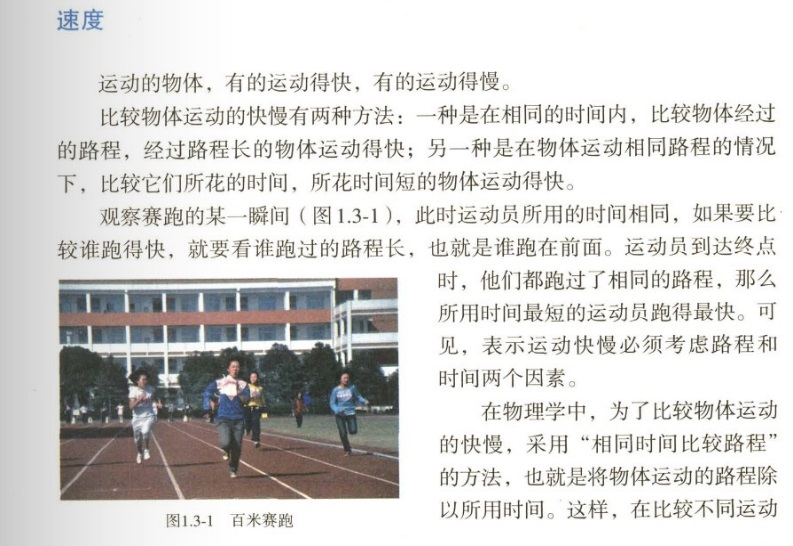 速度
运动的物体，有的运动得快，有的运动得慢。
比较物体运动的快慢有两种方法：一种是在相同的时间内，比较物体经过
的路程，经过路程长的物体运动得快；另一种是在物体运动相同路程的情况
下，比较它们所花的时间，所花时间短的物体运动得快。
观察赛跑的某一瞬间（图1.3-1），此时运动员所用的时间相同，如果要比
较谁跑得快，就要看谁跑过的路程长，也就是谁跑在前面。运动员到达终点
时，他们都跑过了相同的路程，那么
所用时间最短的运动员跑得最快。可
见，表示运动快慢必须考虑路程和
时间两个因素。
在物理学中，为了比较物体运动
的快慢，采用“相同时间比较路程”
的方法，也就是将物体运动的路程除
以所用时间。这样，在比较不同运动
图1.3-1 百米赛跑